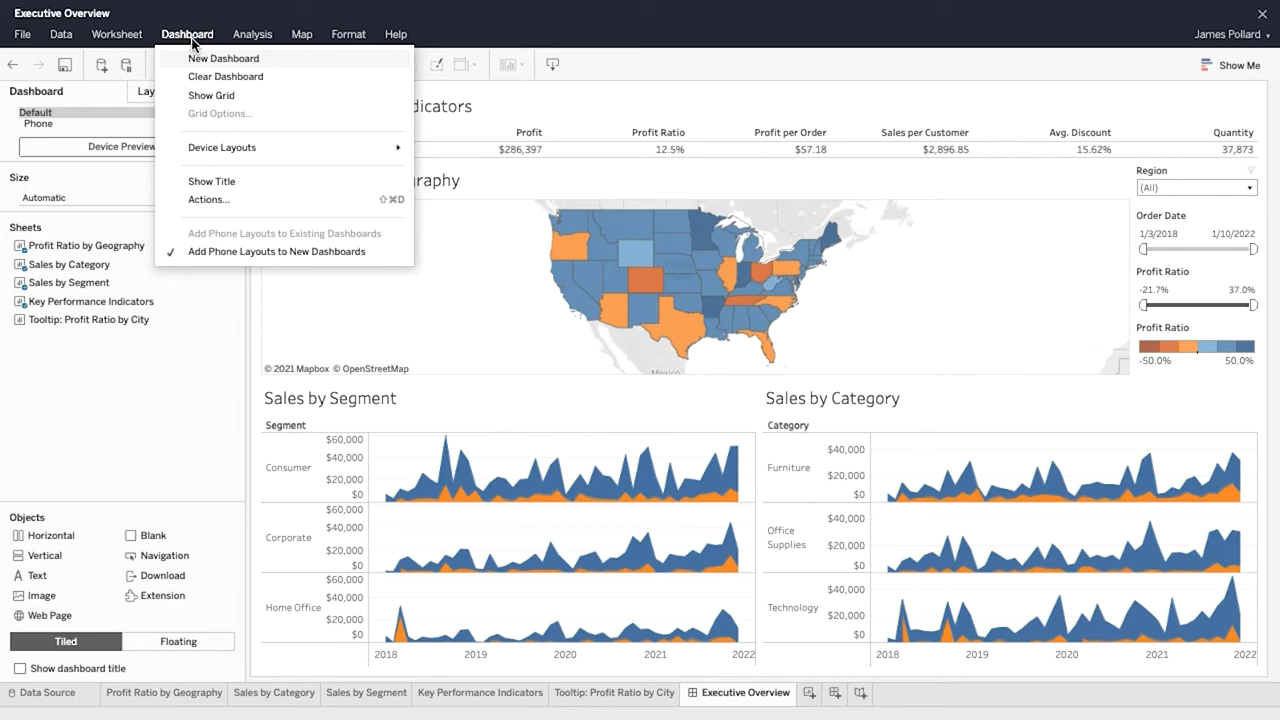 Executive Overview
File Data Worksheet Dashboard Analysis Map Format Help James Pollard
New Dashboard
Clear Dashboard
Show Grid
Grid Options...
Device Layouts
Show Title
Actions... ⇧⌘D
Add Phone Layouts to Existing Dashboards
✓ Add Phone Layouts to New Dashboards
Show Me
Dashboard Lay
Default
Phone
Device Preview
Size
Automatic
Sheets
Profit Ratio by Geography
Sales by Category
Sales by Segment
Key Performance Indicators
Tooltip: Profit Ratio by City
Objects
Horizontal Blank
Vertical Navigation
Text Download
Image Extension
Web Page
Tiled Floating
Show dashboard title
dicators
Profit Profit Ratio Profit per Order Sales per Customer Avg. Discount Quantity
$286,397 12.5% $57.18 $2,896.85 15.62% 37,873
graphy
United
Mexico
© 2021 Mapbox © OpenStreetMap
Region
(All)
Order Date
1/3/2018 1/10/2022
Profit Ratio
-21.7% 37.0%
Profit Ratio
-50.0% 50.0%
Sales by Segment
Segment
Consumer
$60,000
$40,000
$20,000
$0
Corporate
$60,000
$40,000
$20,000
$0
Home Office
$60,000
$20,000
$0
2018 2019 2020 2021 2022
Sales by Category
Category
Furniture
$40,000
$20,000
$0
Office
Supplies
$40,000
$20,000
$0
Technology
$40,000
$20,000
$0
2018 2019 2020 2021 2022
Data Source Profit Ratio by Geography Sales by Category Sales by Segment Key Performance Indicators Tooltip: Profit Ratio by City Executive Overview